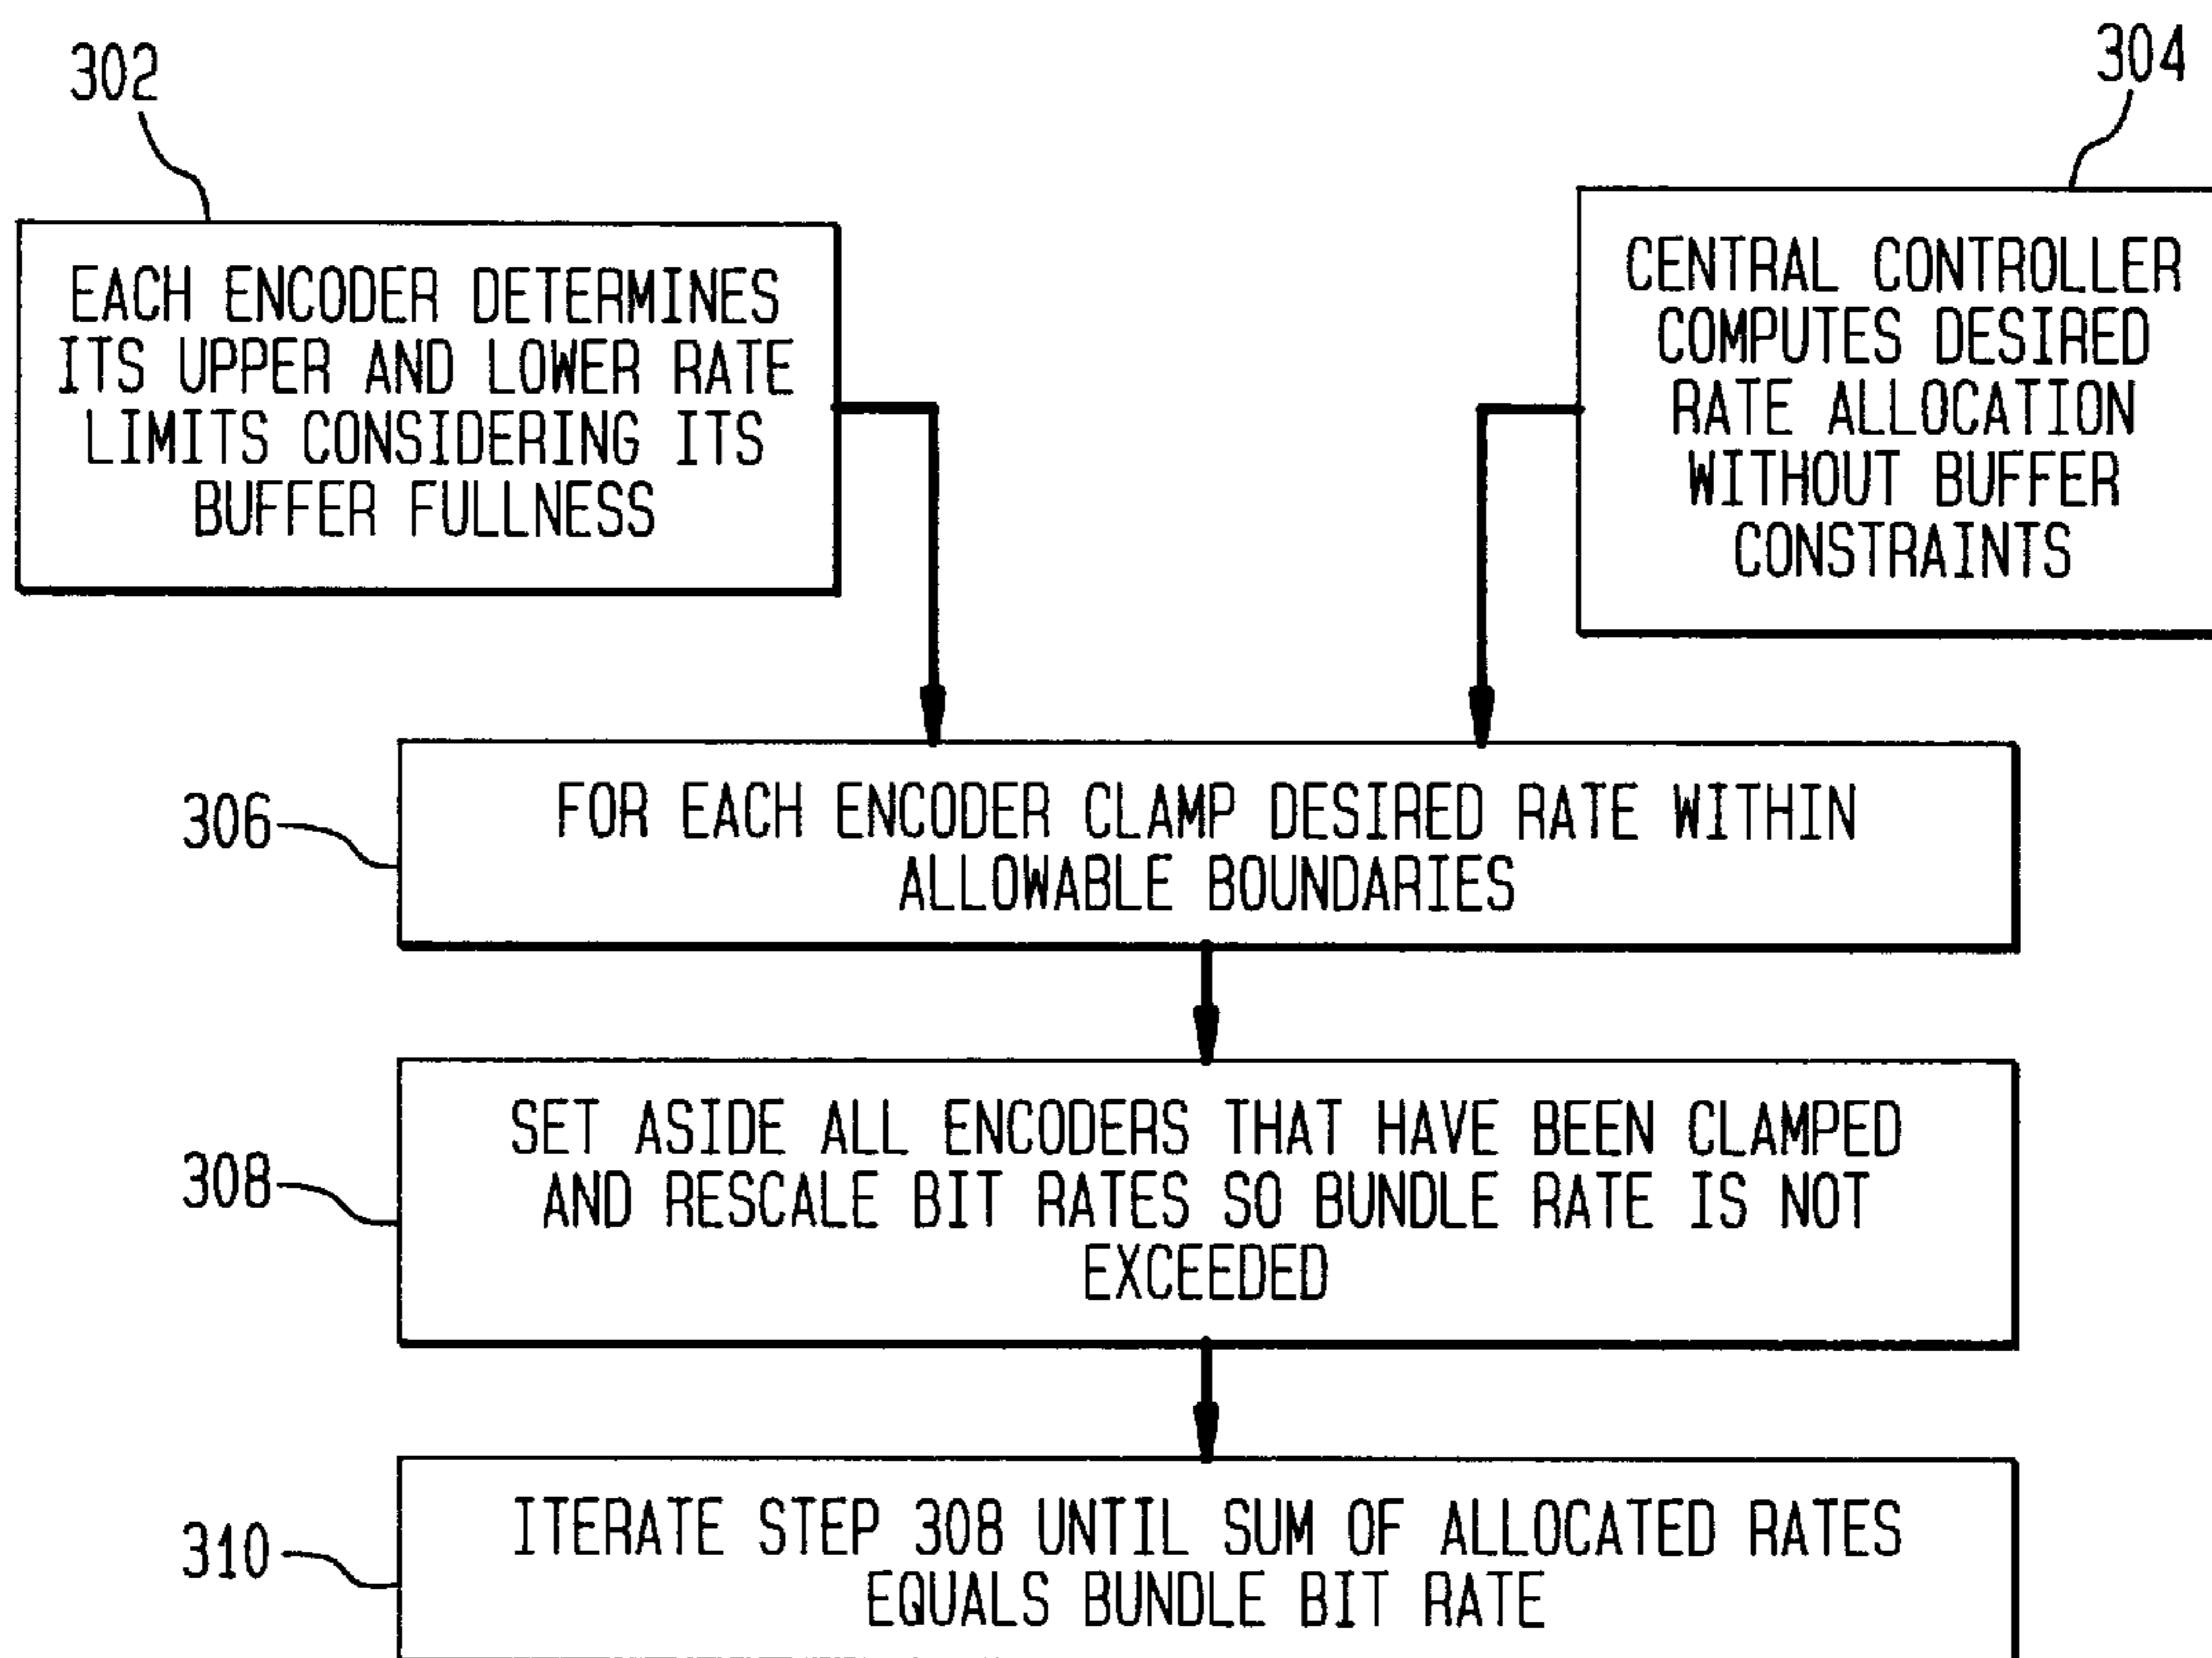 302
304
EACH ENCODER DETERMINES
ITS UPPER AND LOWER RATE
LIMITS CONSIDERING ITS
BUFFER FULLNESS
CENTRAL CONTROLLER
COMPUTES DESIRED
RATE ALLOCATION
WITHOUT BUFFER
CONSTRAINTS
306
FOR EACH ENCODER CLAMP DESIRED RATE WITHIN
ALLOWABLE BOUNDARIES
308
SET ASIDE ALL ENCODERS THAT HAVE BEEN CLAMPED
AND RESCALE BIT RATES SO BUNDLE RATE IS NOT
EXCEEDED
310
ITERATE STEP 308 UNTIL SUM OF ALLOCATED RATES
EQUALS BUNDLE BIT RATE